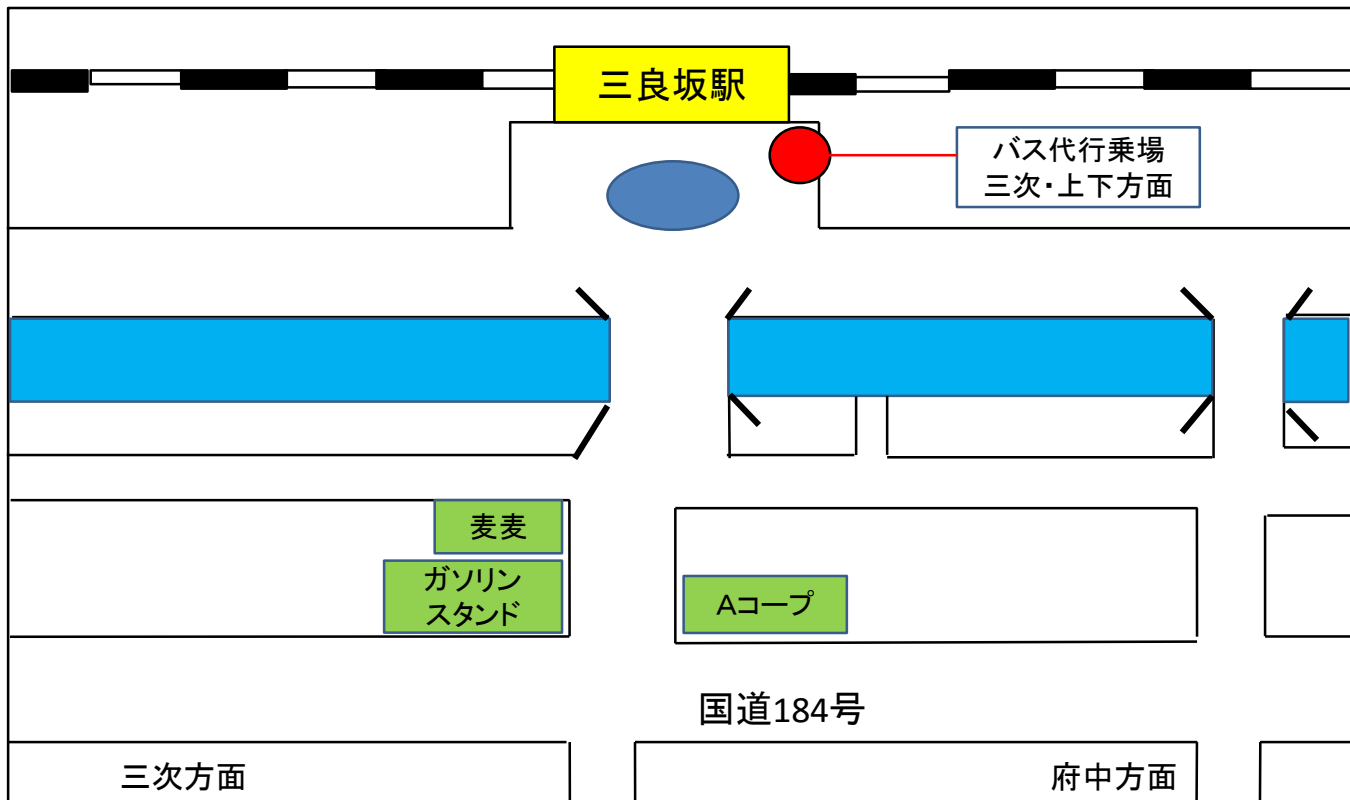 三良坂駅
バス代行乗場
三次・上下方面
麦麦
ガソリン
スタンド
Aコープ
国道184号
三次方面
府中方面